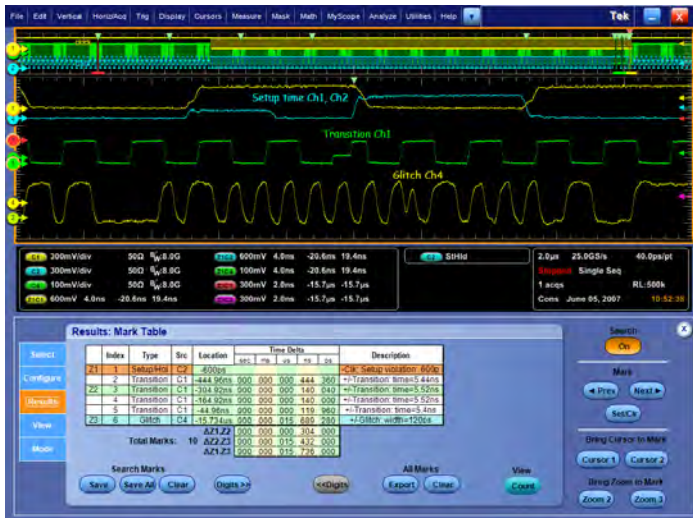 File Edit Vertical Horiz/Acq Trig Display Cursors Measure Mask Math MyScope Analyze Utilities Help Tek
Setup time Ch1, Ch2
Transition Ch1
Glitch Ch4
C1 300mV/div 50Ω BW:8.0G
300mV/div 50Ω BW:8.0G
100mV/div 50Ω BW:8.0G
600mV 4.0ns -20.6ns 19.4ns
600mV 4.0ns -20.6ns 19.4ns
100mV 4.0ns -20.6ns 19.4ns
300mV 2.0ns -15.7µs -15.7µs
300mV 2.0ns -15.7µs -15.7µs
StHld
2.0µs 25.0GS/s 40.0ps/pt
Stopped Single Seq
1 acqs RL:500k
Cons June 05, 2007 10:52:38
Results: Mark Table
Search
On
Select
Configure
Results
View
Mode
Time Delta
Index Type Src Location sec ms us ns ps Description
Z1 1 Setup/Hol C2 -600ps -Clk: Setup violation: 600p
2 Transition C1 -444.96ns 000 000 000 444 360 +/-Transition: time=5.44ns
Z2 3 Transition C1 -304.92ns 000 000 000 140 040 +/-Transition: time=5.52ns
4 Transition C1 -164.92ns 000 000 000 140 000 +/-Transition: time=5.52ns
5 Transition C1 -44.96ns 000 000 000 119 960 +/-Transition: time=5.4ns
Z3 6 Glitch C4 -15.734us 000 000 015 689 280 +/-Glitch: width=120ps
ΔZ1.Z2 000 000 000 304 000
Total Marks: 10 ΔZ2.Z3 000 000 015 432 000
ΔZ1.Z3 000 000 015 736 000
Mark
Prev Next
Set/Clr
Bring Cursor to Mark
Cursor 1 Cursor 2
Bring Zoom to Mark
Zoom 2 Zoom 3
Search Marks
Save Save All Clear Digits >> <<Digits
All Marks
Export Clear
View
Count